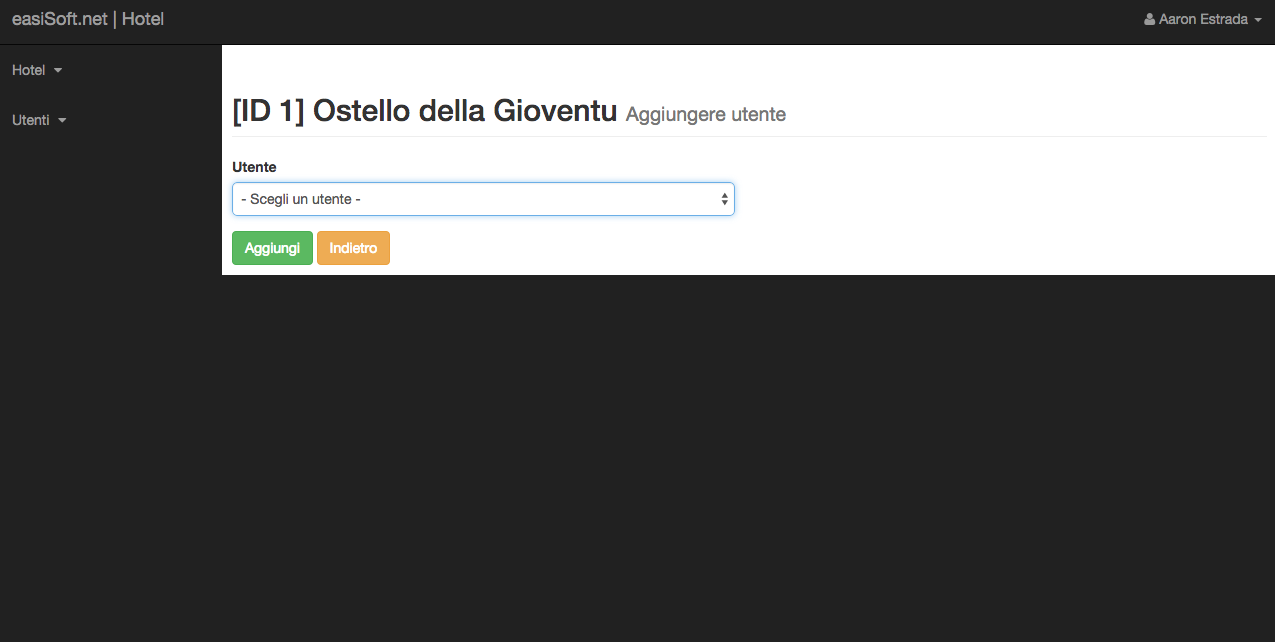 easiSoft.net | Hotel
Aaron Estrada
Hotel
Utenti
[ID 1] Ostello della Gioventu Aggiungere utente
Utente
- Scegli un utente -
Aggiungi Indietro